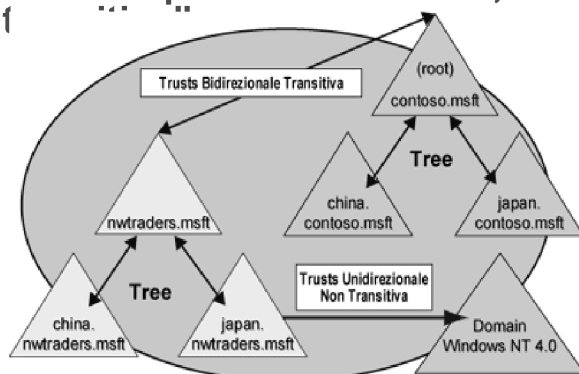 Trusts Bidirezionale Transitiva
(root)
contoso.msft
Tree
china.
contoso.msft
japan.
contoso.msft
nwtraders.msft
Tree
china.
nwtraders.msft
japan.
nwtraders.msft
Trusts Unidirezionale
Non Transitiva
Domain
Windows NT 4.0